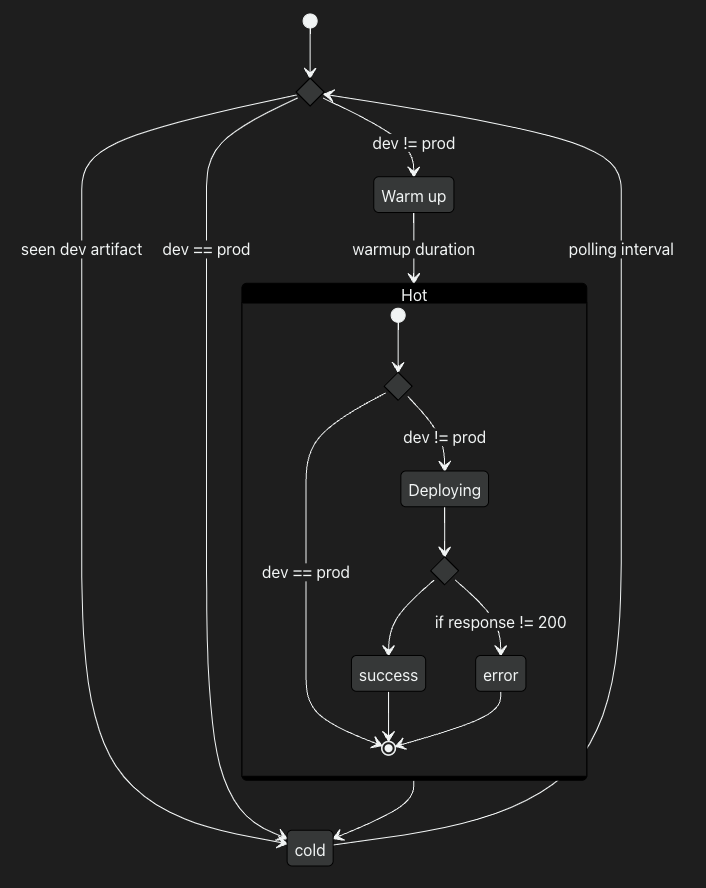 dev != prod
Warm up
seen dev artifact
dev == prod
warmup duration
polling interval
Hot
dev != prod
Deploying
dev == prod
if response != 200
success
error
cold